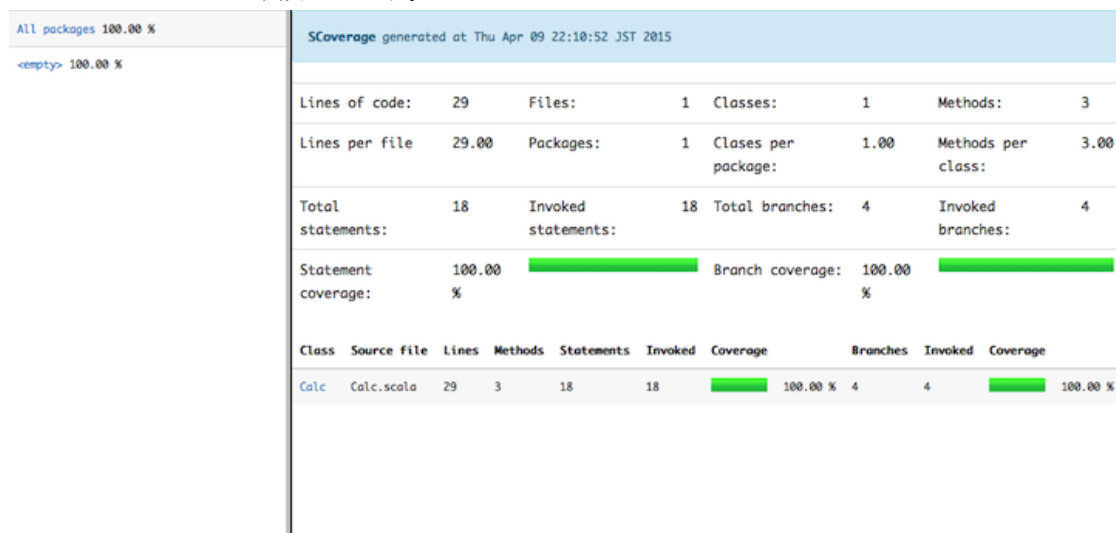 All packages 100.00 %
<empty> 100.00 %
SCoverage generated at Thu Apr 09 22:10:52 JST 2015
Lines of code: 29 Files: 1 Classes: 1 Methods: 3
Lines per file 29.00 Packages: 1 Clases per package: 1.00 Methods per class: 3.00
Total statements: 18 Invoked statements: 18 Total branches: 4 Invoked branches: 4
Statement coverage: 100.00 % Branch coverage: 100.00 %
Class Source file Lines Methods Statements Invoked Coverage Branches Invoked Coverage
Calc Calc.scala 29 3 18 18 100.00 % 4 4 100.00 %